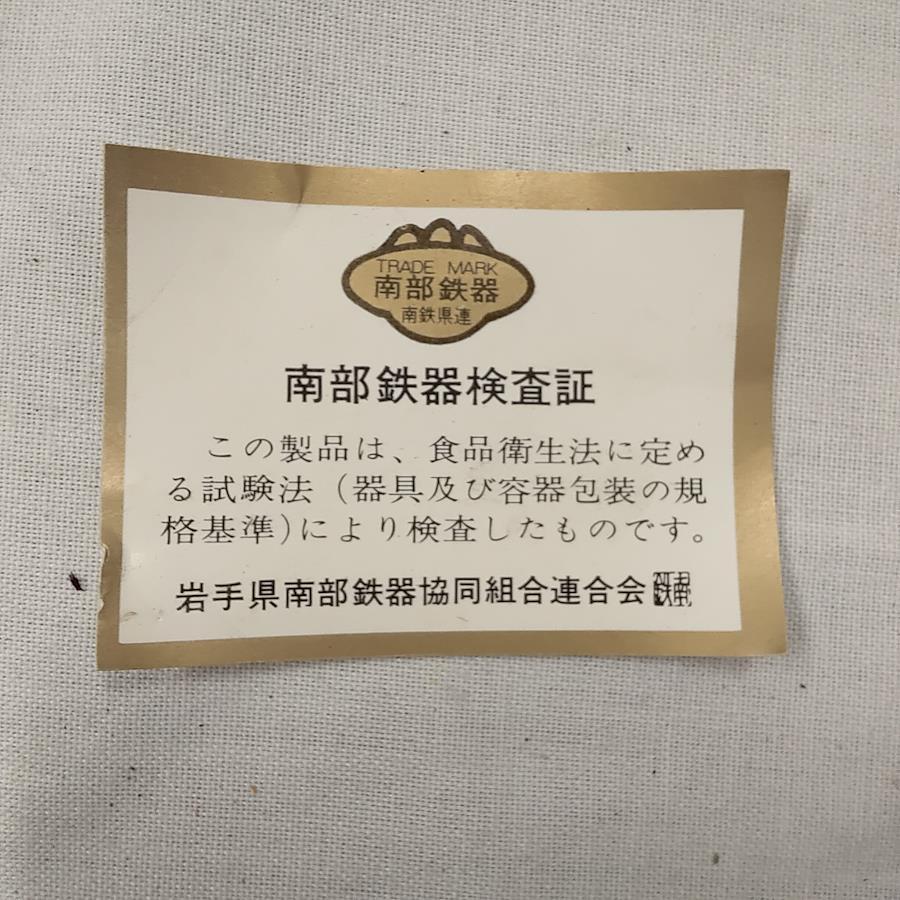 TRADE MARK
南部鉄器
南鉄県連
南部鉄器検査証
この製品は、食品衛生法に定め
る試験法（器具及び容器包装の規
格基準）により検査したものです。
岩手県南部鉄器協同組合連合会